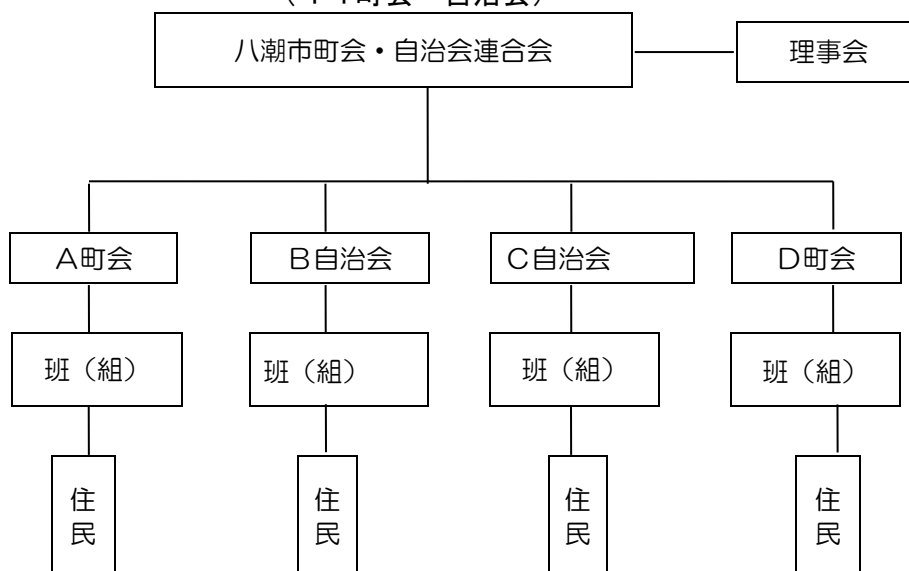 八潮市町会・自治会連合会
理事会
A町会
B自治会
C自治会
D町会
班（組）
班（組）
班（組）
班（組）
住民
住民
住民
住民